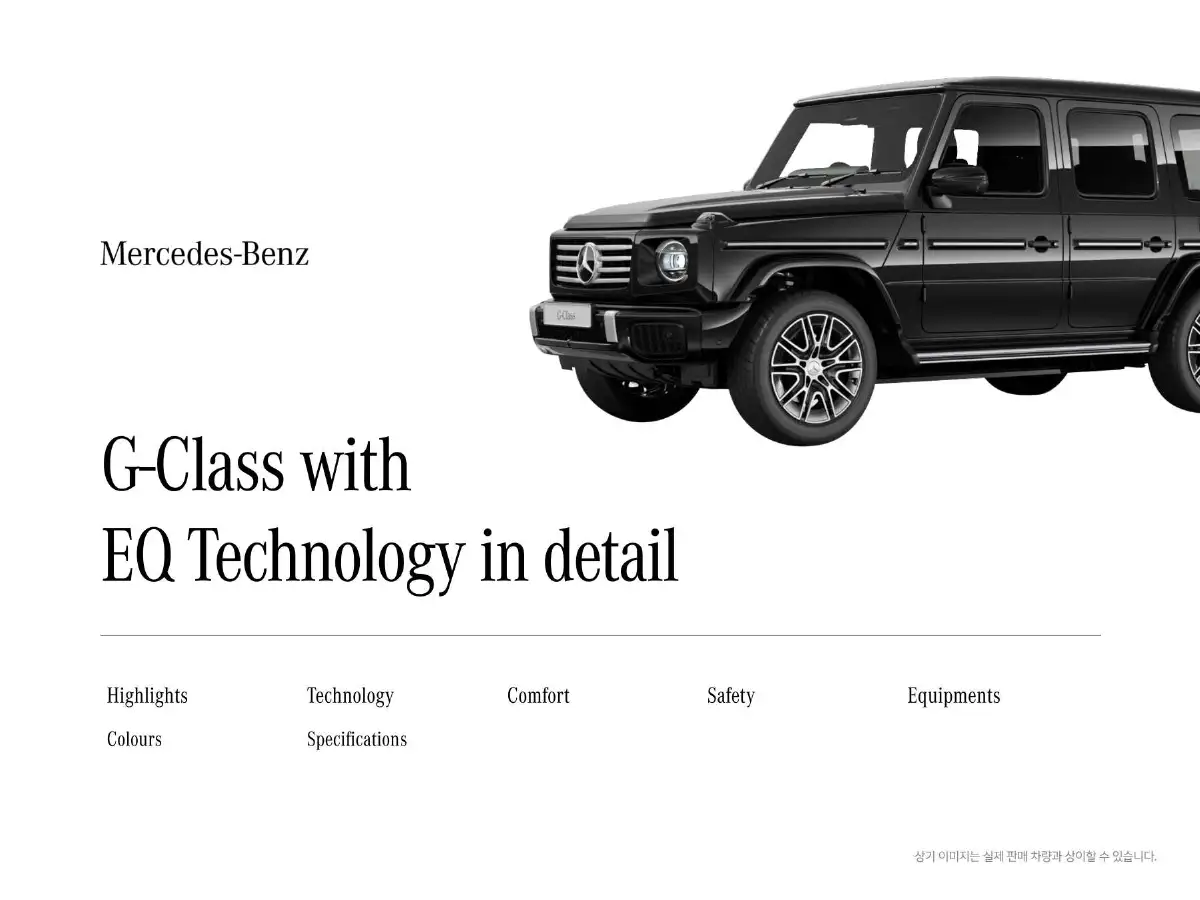 Mercedes-Benz
G-Class
G-Class with
EQ Technology in detail
Highlights
Technology
Comfort
Safety
Equipments
Colours
Specifications
상기 이미지는 실제 판매 차량과 상이할 수 있습니다.